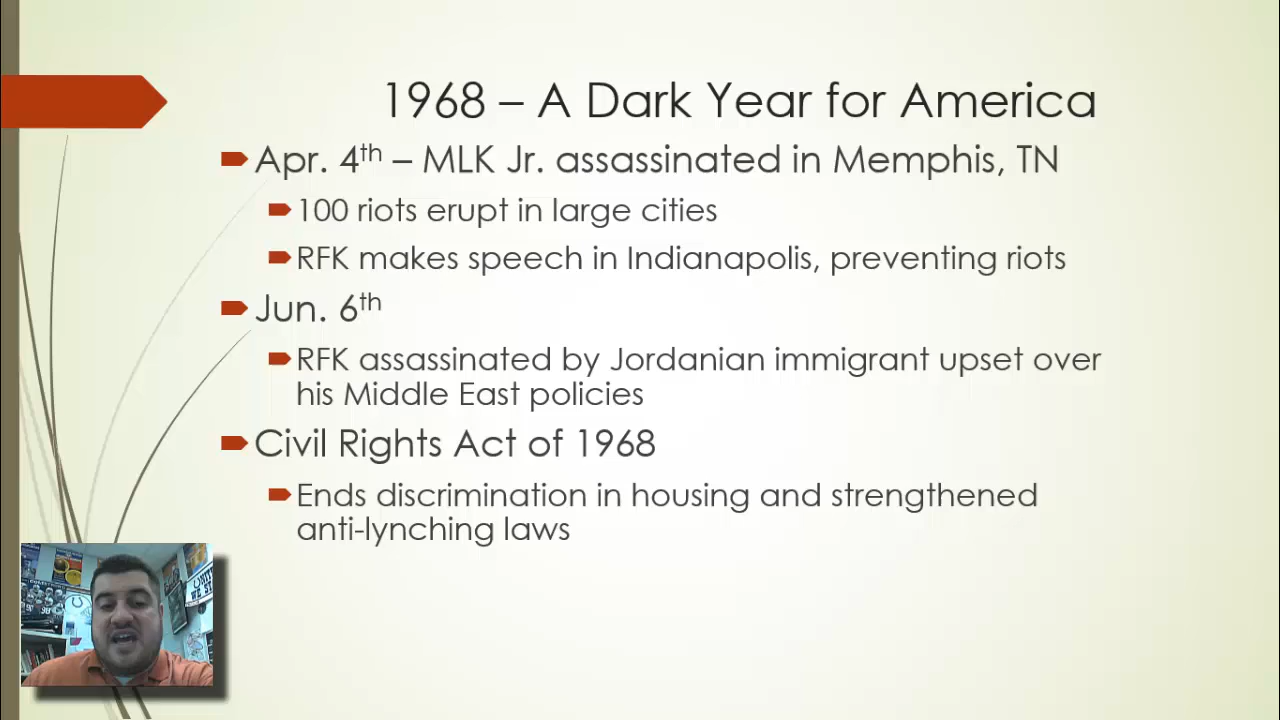 1968 – A Dark Year for America
Apr. 4th – MLK Jr. assassinated in Memphis, TN
100 riots erupt in large cities
RFK makes speech in Indianapolis, preventing riots
Jun. 6th
RFK assassinated by Jordanian immigrant upset over
his Middle East policies
Civil Rights Act of 1968
Ends discrimination in housing and strengthened
anti-lynching laws